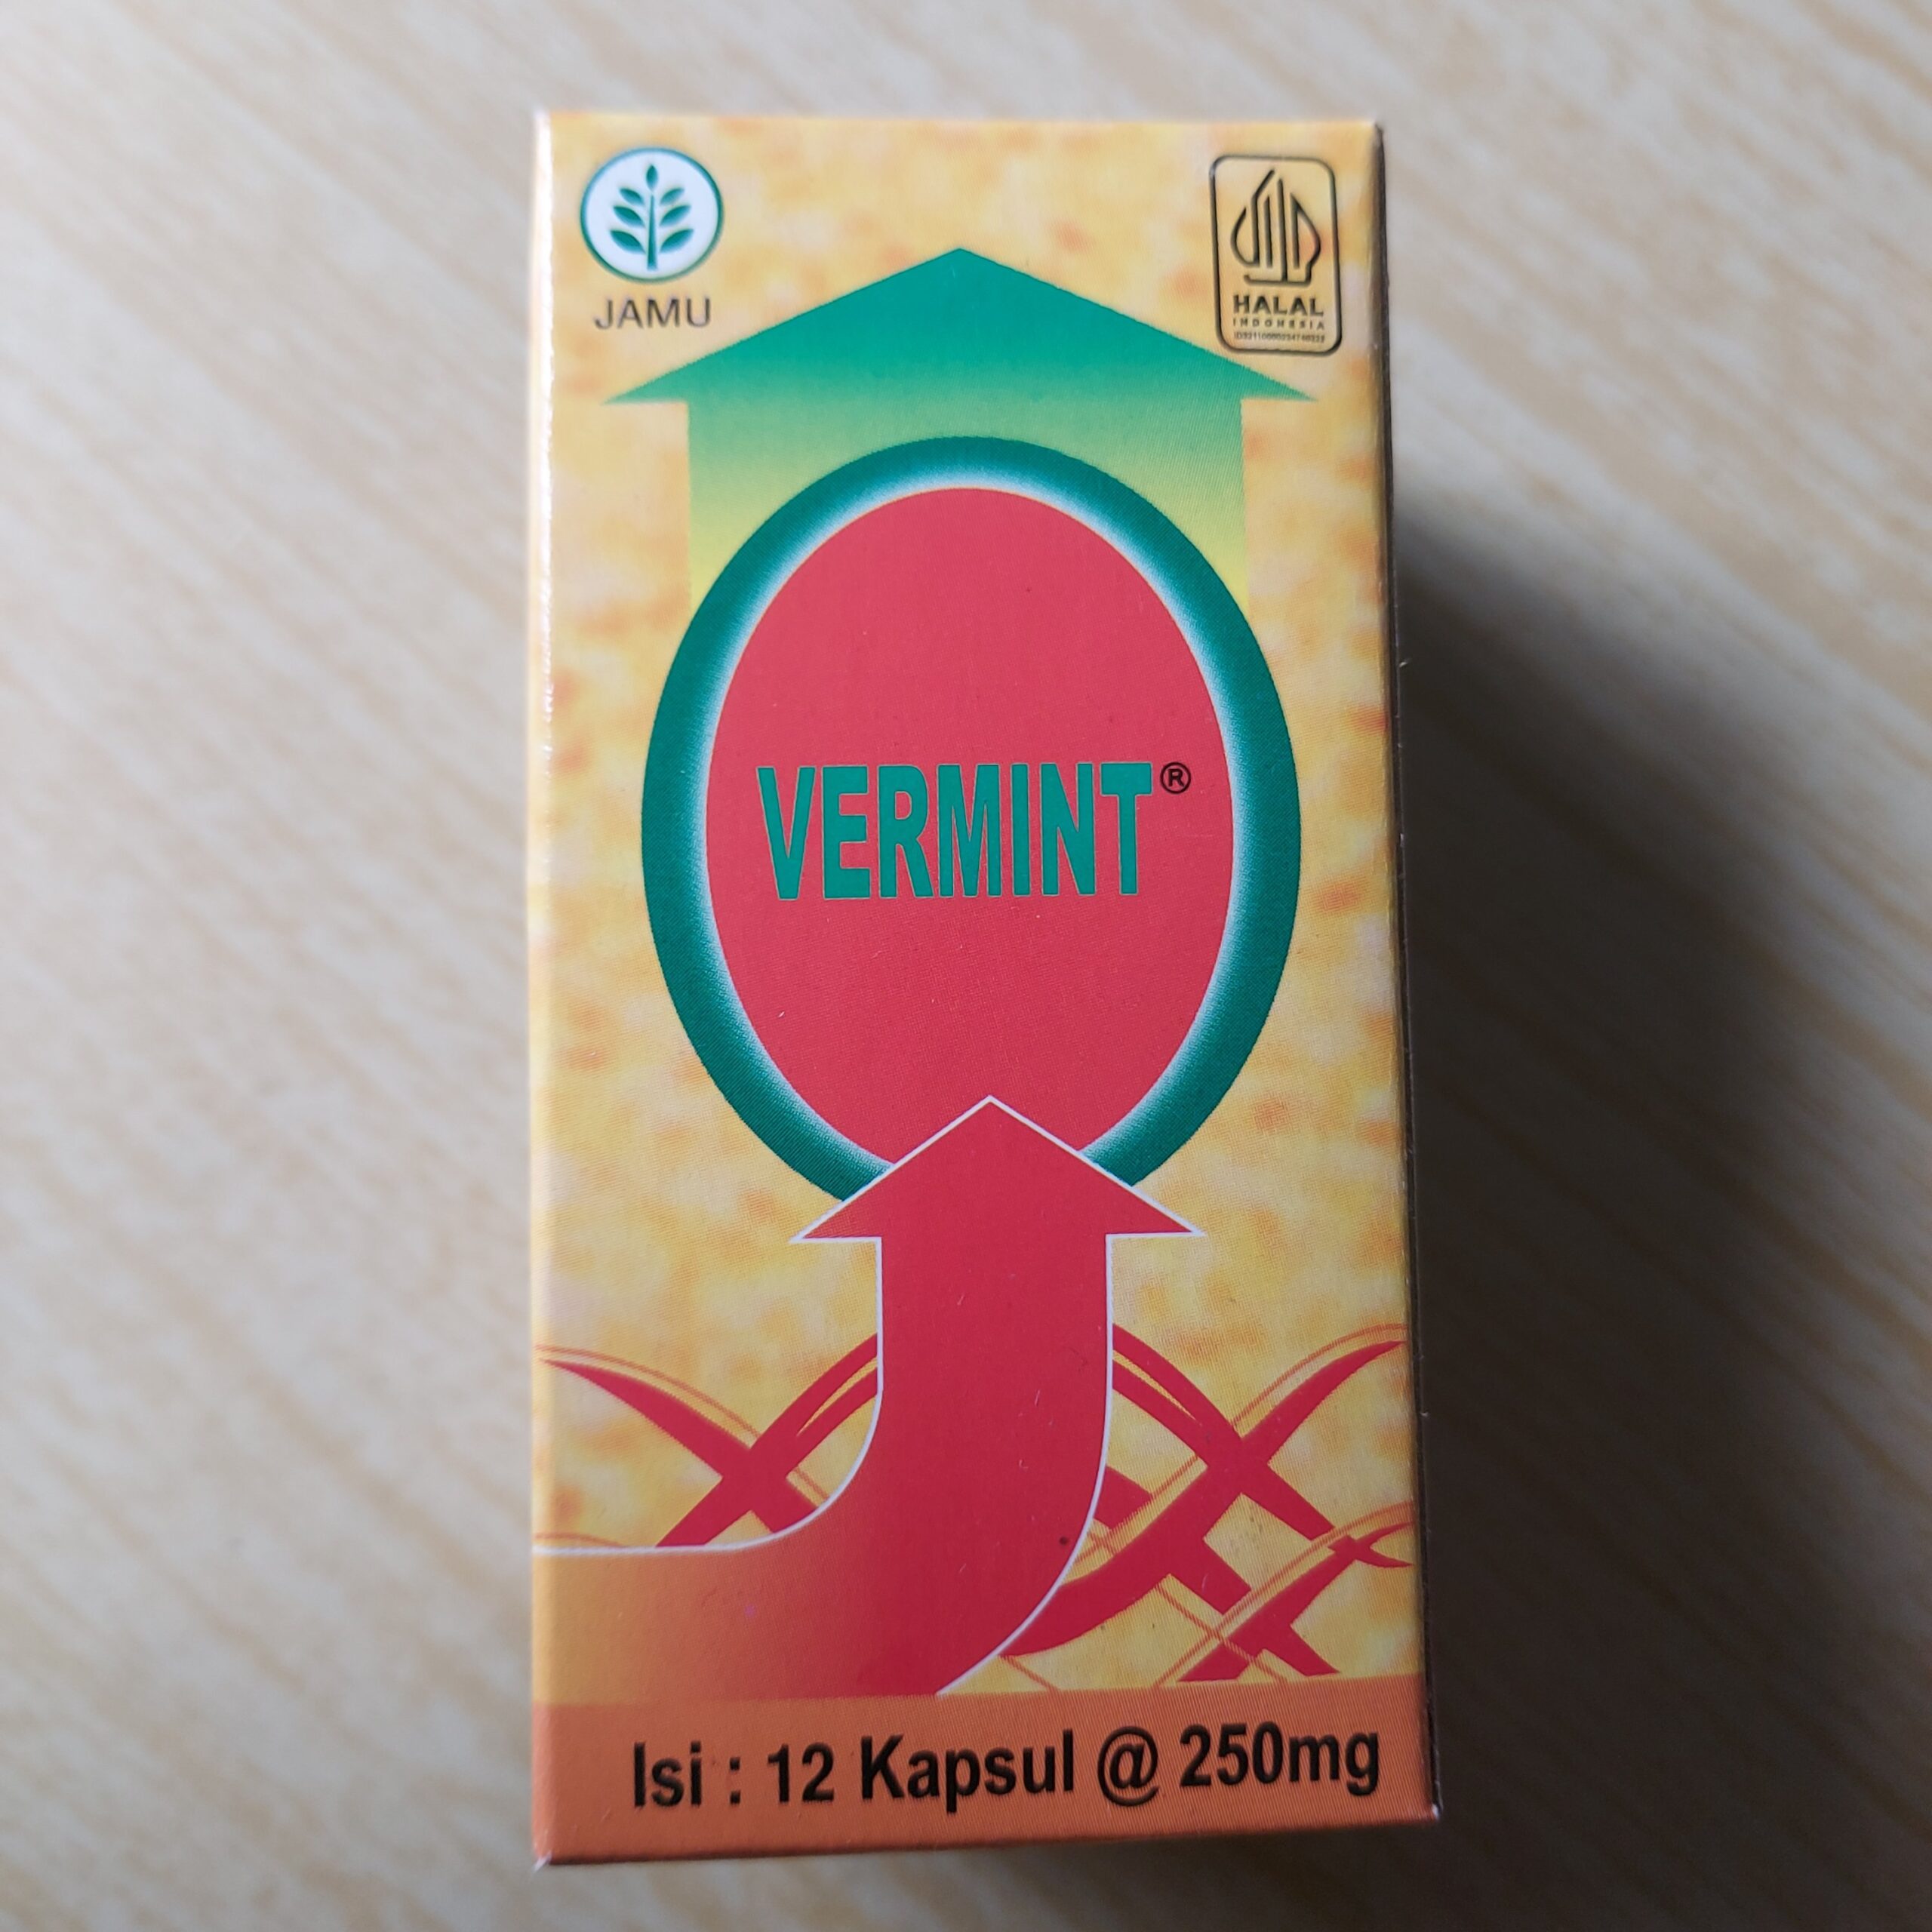 JAMU
HALAL
INDONESIA
VERMINT®
Isi : 12 Kapsul @ 250mg